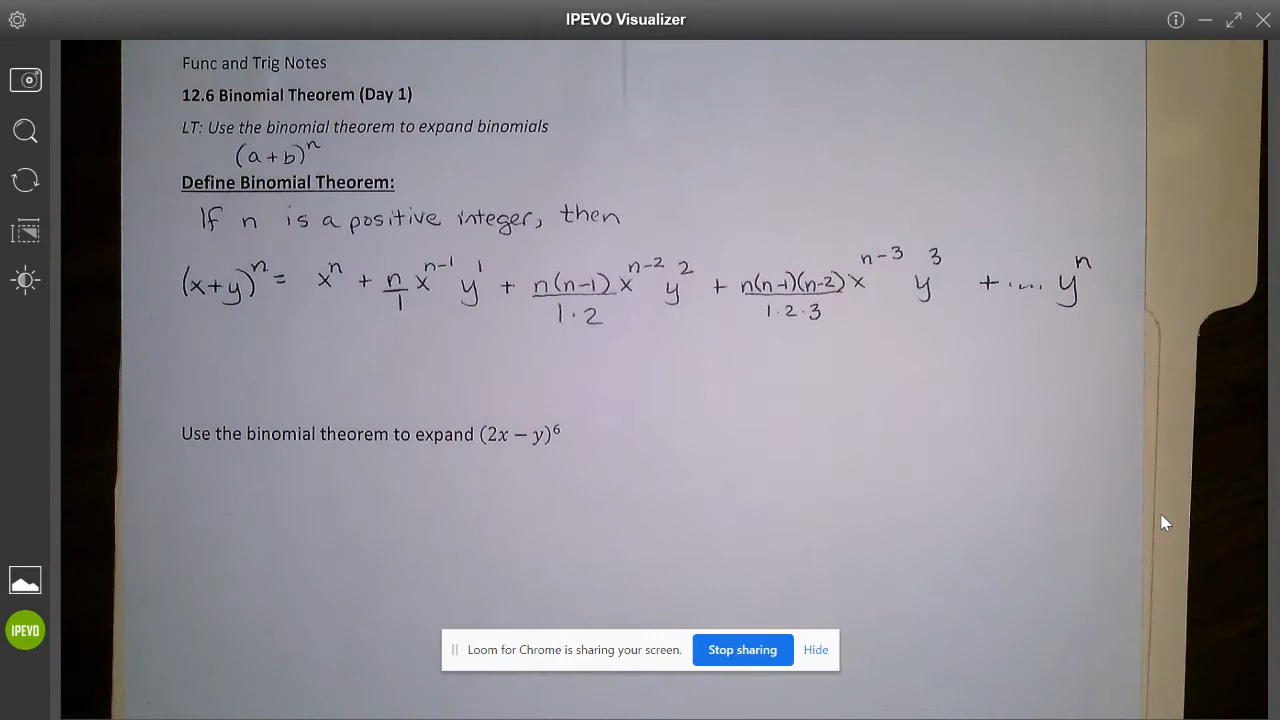 IPEVO Visualizer
Func and Trig Notes
12.6 Binomial Theorem (Day 1)
LT: Use the binomial theorem to expand binomials
(a+b)^n
Define Binomial Theorem:
If n is a positive integer, then
(x+y)^n = x^n + n/1 x^(n-1) y^1 + n(n-1)/(1·2) x^(n-2) y^2 + n(n-1)(n-2)/(1·2·3) x^(n-3) y^3 + .... y^n
Use the binomial theorem to expand (2x − y)⁶
IPEVO
Loom for Chrome is sharing your screen. Stop sharing Hide